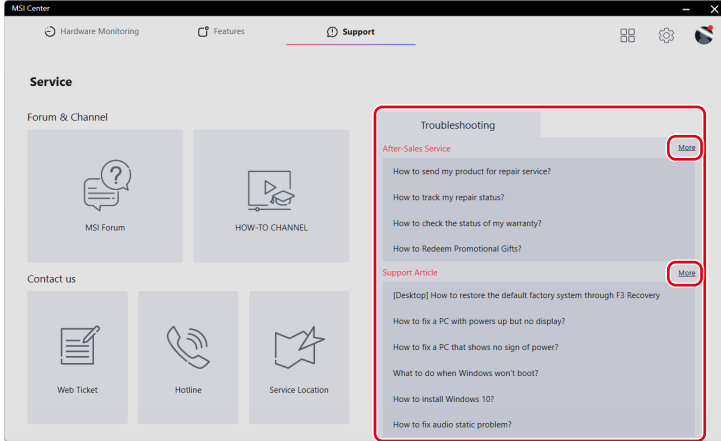 MSI Center
Hardware Monitoring
Features
Support
Service
Forum & Channel
MSI Forum
HOW-TO CHANNEL
Contact us
Web Ticket
Hotline
Service Location
Troubleshooting
After-Sales Service
More
How to send my product for repair service?
How to track my repair status?
How to check the status of my warranty?
How to Redeem Promotional Gifts?
Support Article
More
[Desktop] How to restore the default factory system through F3 Recovery
How to fix a PC with powers up but no display?
How to fix a PC that shows no sign of power?
What to do when Windows won't boot?
How to install Windows 10?
How to fix audio static problem?